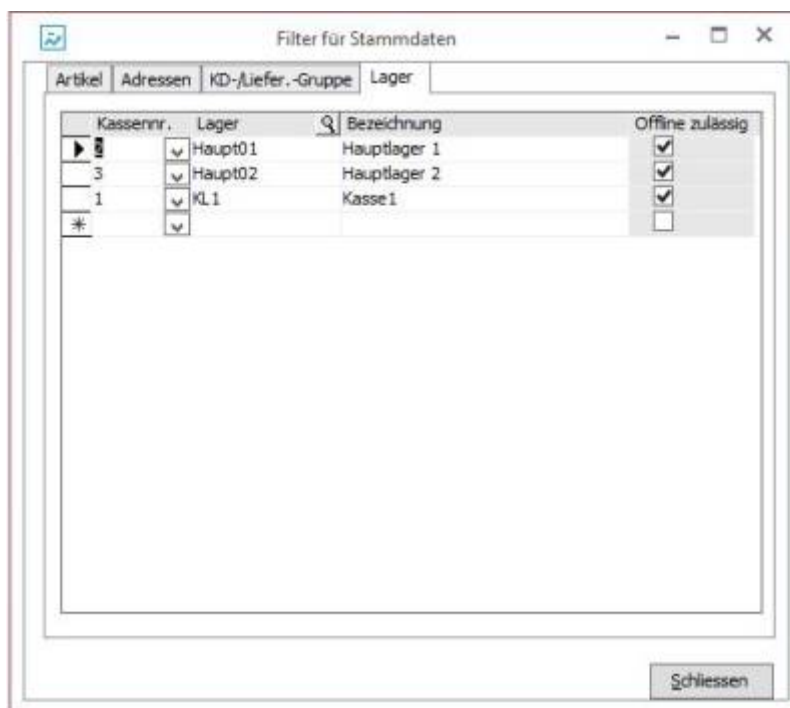 Filter für Stammdaten
Artikel Adressen KD-/Liefer.-Gruppe Lager
Kassennr. Lager Bezeichnung Offline zulässig
2 Haupt01 Hauptlager 1
3 Haupt02 Hauptlager 2
1 KL1 Kasse1
Schliessen